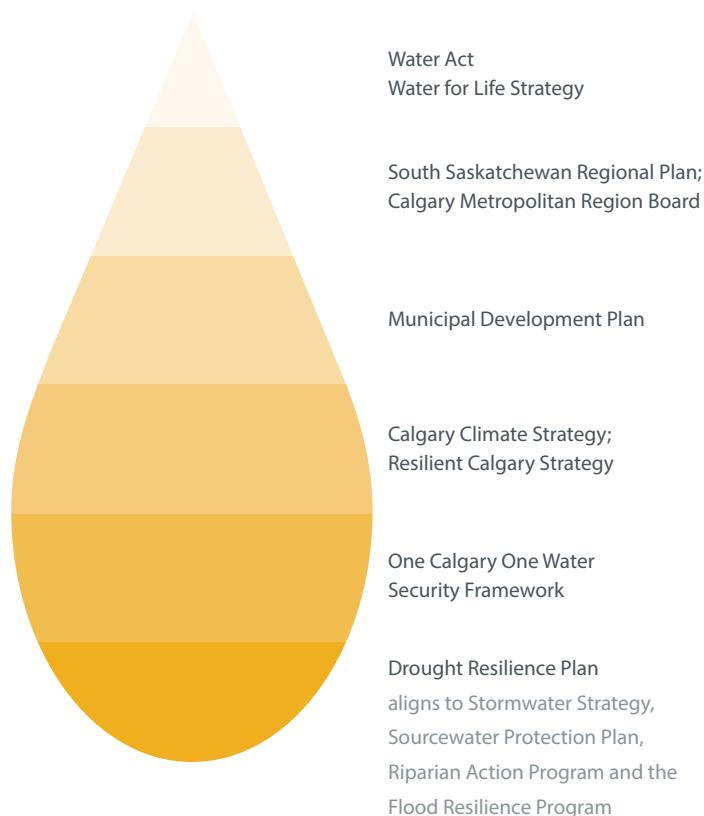 Water Act
Water for Life Strategy
South Saskatchewan Regional Plan;
Calgary Metropolitan Region Board
Municipal Development Plan
Calgary Climate Strategy;
Resilient Calgary Strategy
One Calgary One Water
Security Framework
Drought Resilience Plan
aligns to Stormwater Strategy,
Sourcewater Protection Plan,
Riparian Action Program and the
Flood Resilience Program